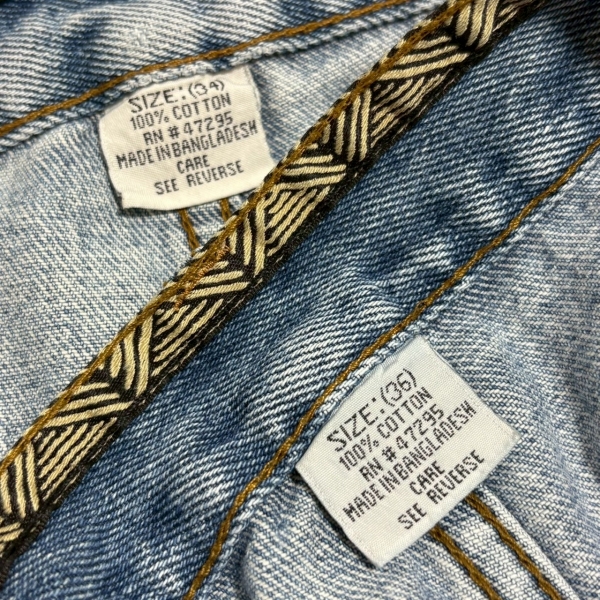 SIZE:(34)
100% COTTON
RN # 47295
MADE IN BANGLADESH
CARE
SEE REVERSE
SIZE:(36)
100% COTTON
RN # 47295
MADE IN BANGLADESH
CARE
SEE REVERSE